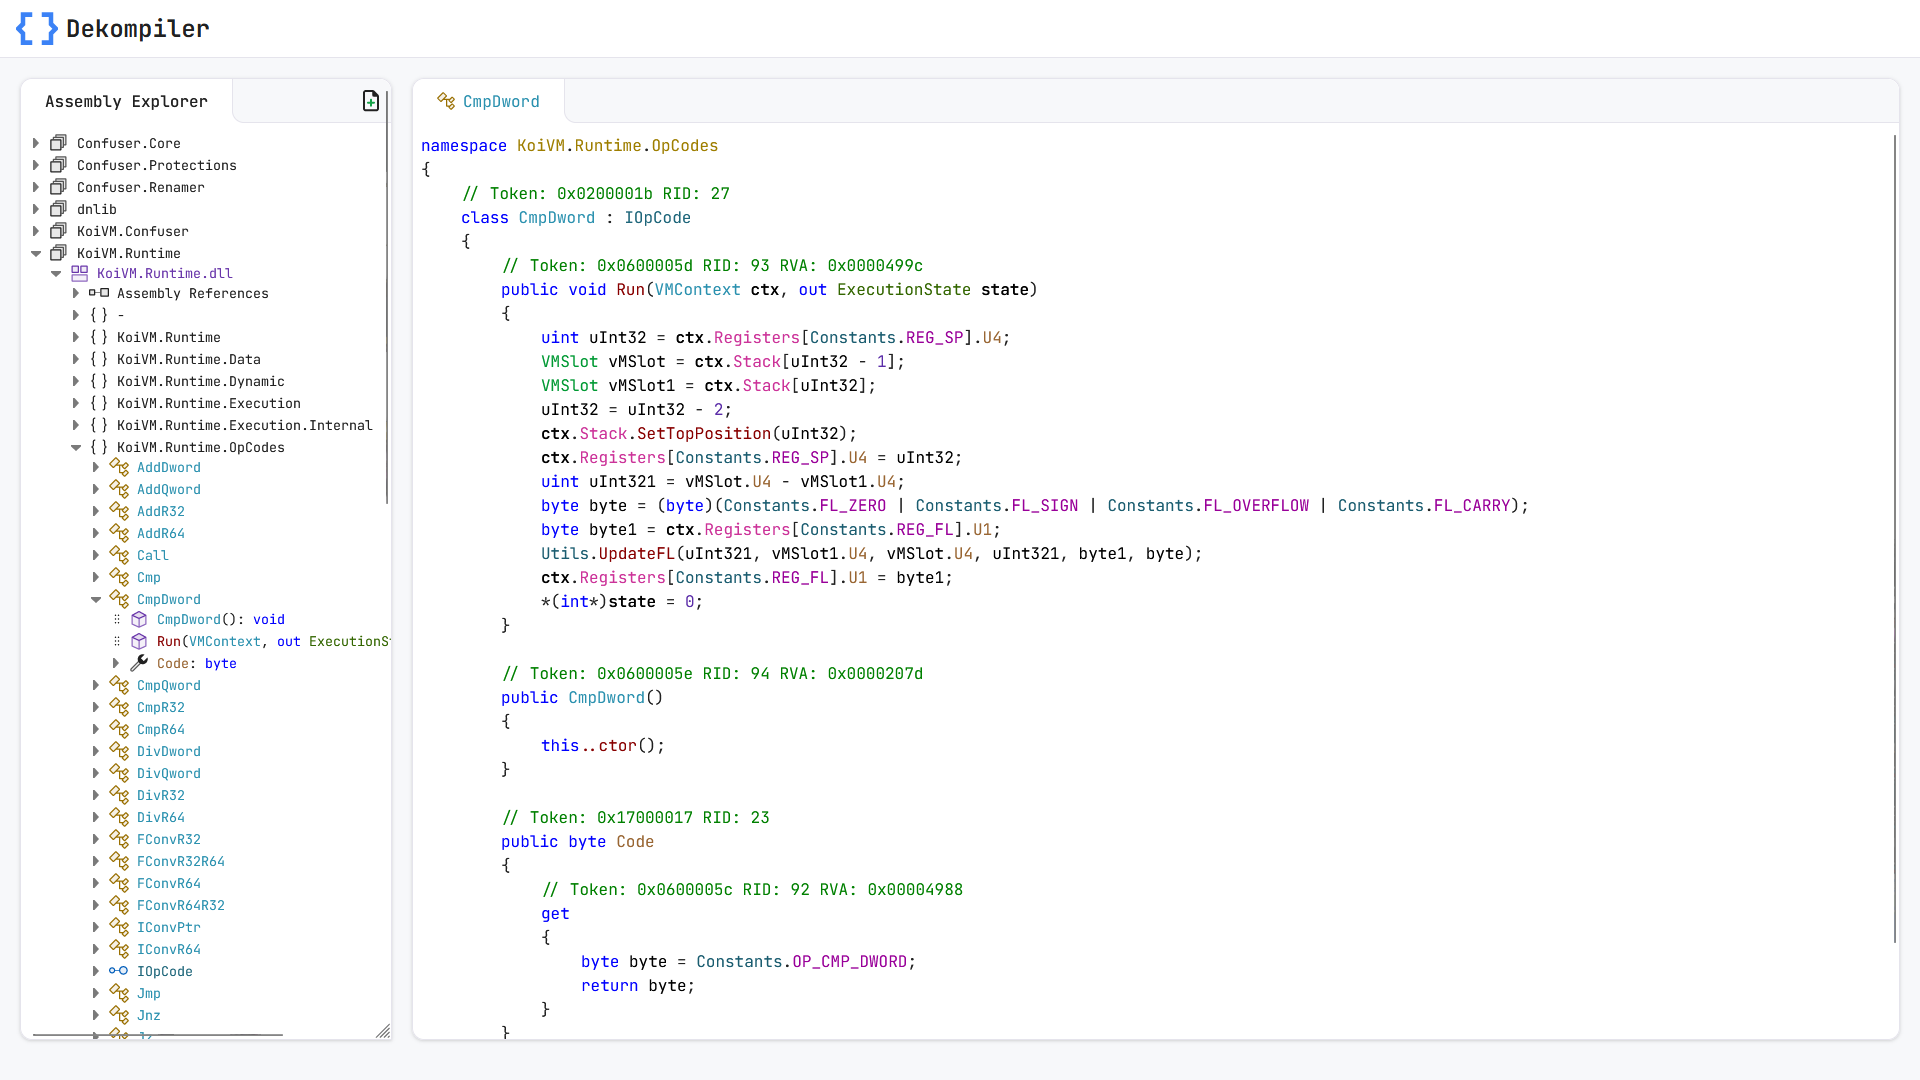 Dekompiler
Assembly Explorer
Confuser.Core
Confuser.Protections
Confuser.Renamer
dnlib
KoiVM.Confuser
KoiVM.Runtime
KoiVM.Runtime.dll
Assembly References
{ } -
{ } KoiVM.Runtime
{ } KoiVM.Runtime.Data
{ } KoiVM.Runtime.Dynamic
{ } KoiVM.Runtime.Execution
{ } KoiVM.Runtime.Execution.Internal
{ } KoiVM.Runtime.OpCodes
AddDword
AddQword
AddR32
AddR64
Call
Cmp
CmpDword
CmpDword(): void
Run(VMContext, out ExecutionSt
Code: byte
CmpQword
CmpR32
CmpR64
DivDword
DivQword
DivR32
DivR64
FConvR32
FConvR32R64
FConvR64
FConvR64R32
IConvPtr
IConvR64
IOpCode
Jmp
Jnz
CmpDword
namespace KoiVM.Runtime.OpCodes
{
// Token: 0x0200001b RID: 27
class CmpDword : IOpCode
{
// Token: 0x0600005d RID: 93 RVA: 0x0000499c
public void Run(VMContext ctx, out ExecutionState state)
{
uint uInt32 = ctx.Registers[Constants.REG_SP].U4;
VMSlot vMSlot = ctx.Stack[uInt32 - 1];
VMSlot vMSlot1 = ctx.Stack[uInt32];
uInt32 = uInt32 - 2;
ctx.Stack.SetTopPosition(uInt32);
ctx.Registers[Constants.REG_SP].U4 = uInt32;
uint uInt321 = vMSlot.U4 - vMSlot1.U4;
byte byte = (byte)(Constants.FL_ZERO | Constants.FL_SIGN | Constants.FL_OVERFLOW | Constants.FL_CARRY);
byte byte1 = ctx.Registers[Constants.REG_FL].U1;
Utils.UpdateFL(uInt321, vMSlot1.U4, vMSlot.U4, uInt321, byte1, byte);
ctx.Registers[Constants.REG_FL].U1 = byte1;
*(int*)state = 0;
}
// Token: 0x0600005e RID: 94 RVA: 0x0000207d
public CmpDword()
{
this..ctor();
}
// Token: 0x17000017 RID: 23
public byte Code
{
// Token: 0x0600005c RID: 92 RVA: 0x00004988
get
{
byte byte = Constants.OP_CMP_DWORD;
return byte;
}
}